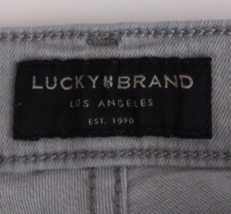 LUCKY BRAND
LOS ANGELES
EST. 1990